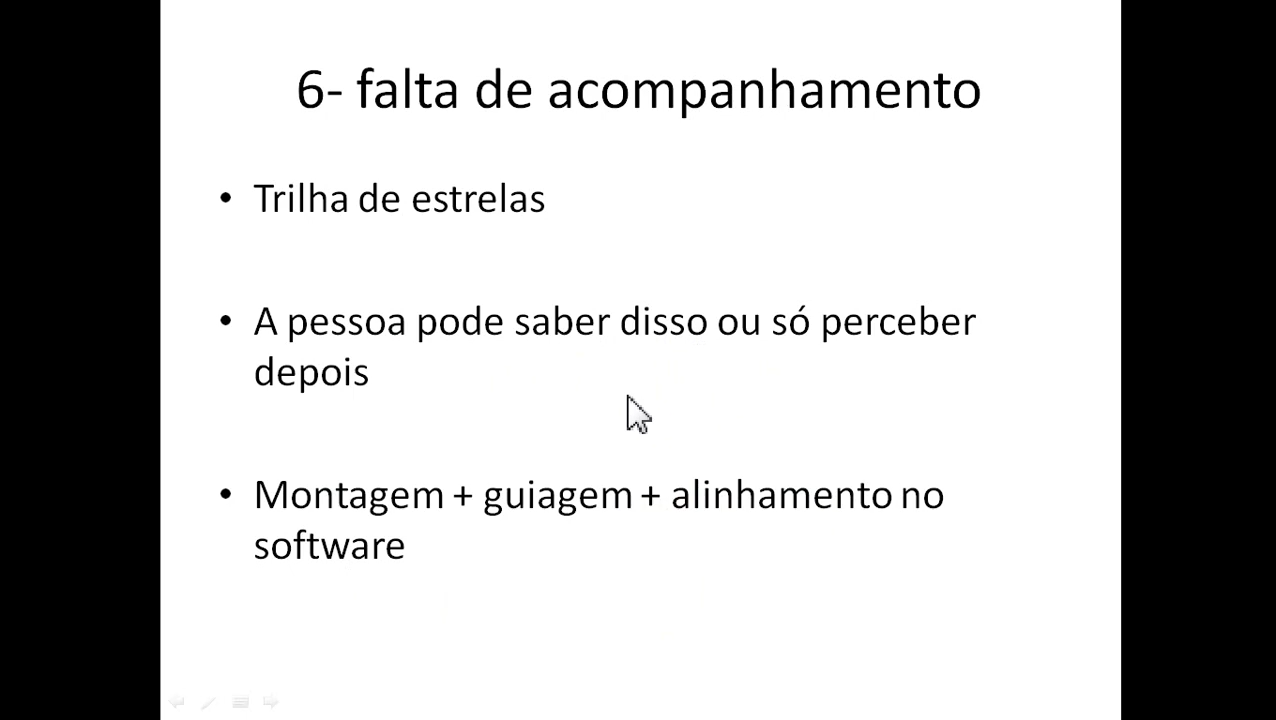 6- falta de acompanhamento
• Trilha de estrelas
• A pessoa pode saber disso ou só perceber
depois
• Montagem + guiagem + alinhamento no
software